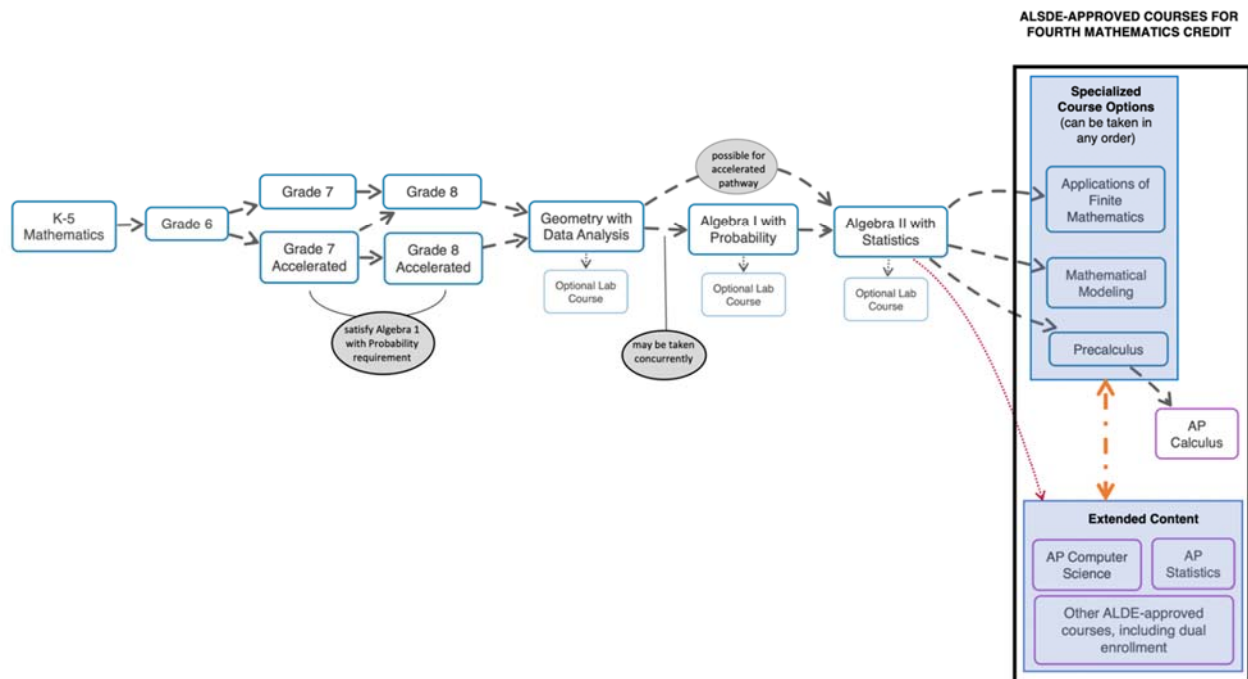 ALSDE-APPROVED COURSES FOR
FOURTH MATHEMATICS CREDIT
Specialized
Course Options
(can be taken in
any order)
possible for
accelerated
pathway
K-5
Mathematics
Grade 6
Grade 7
Grade 8
Grade 7
Accelerated
Grade 8
Accelerated
satisfy Algebra 1
with Probability
requirement
Geometry with
Data Analysis
Optional Lab
Course
may be taken
concurrently
Algebra I with
Probability
Optional Lab
Course
Algebra II with
Statistics
Optional Lab
Course
Applications of
Finite
Mathematics
Mathematical
Modeling
Precalculus
AP
Calculus
Extended Content
AP Computer
Science
AP
Statistics
Other ALDE-approved
courses, including dual
enrollment